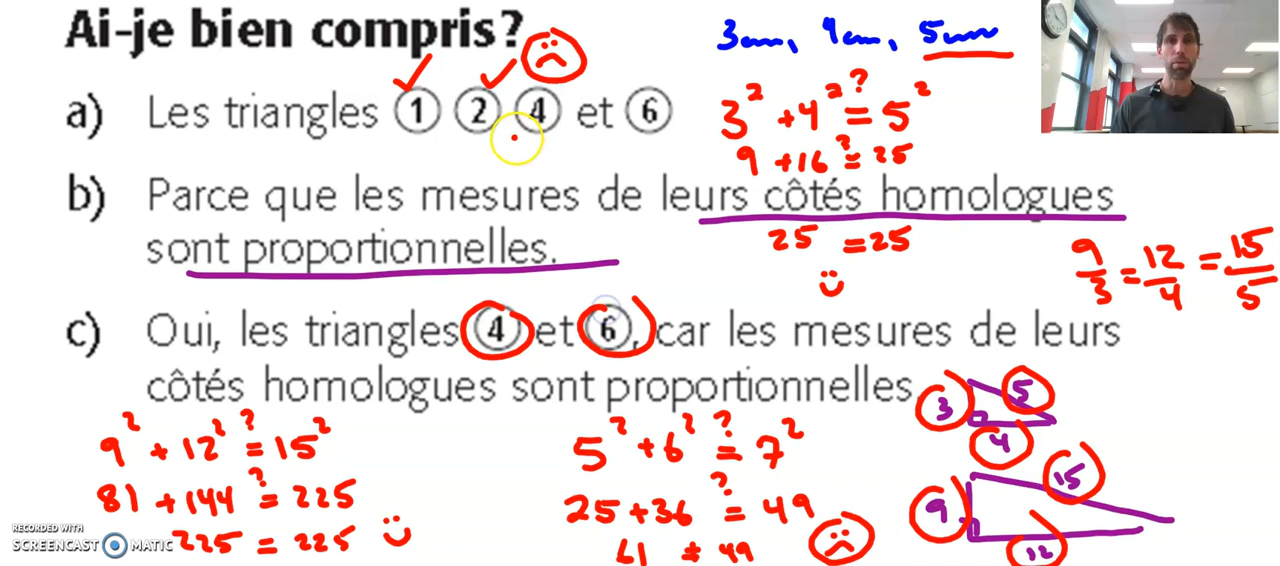 Ai-je bien compris?
3cm, 4cm, 5cm
a) Les triangles ① ② ④ et ⑥
3² + 4² ≟ 5²
9 + 16 ≟ 25
b) Parce que les mesures de leurs côtés homologues
sont proportionnelles.
25 = 25
9/3 = 12/4 = 15/5
c) Oui, les triangles ④ et ⑥, car les mesures de leurs
côtés homologues sont proportionnelles.
3 5
4
9² + 12² ≟ 15²
81 + 144 ≟ 225
225 = 225
5² + 6² ≟ 7²
25 + 36 ≟ 49
61 ≠ 49
15
9
12
RECORDED WITH
SCREENCAST MATIC